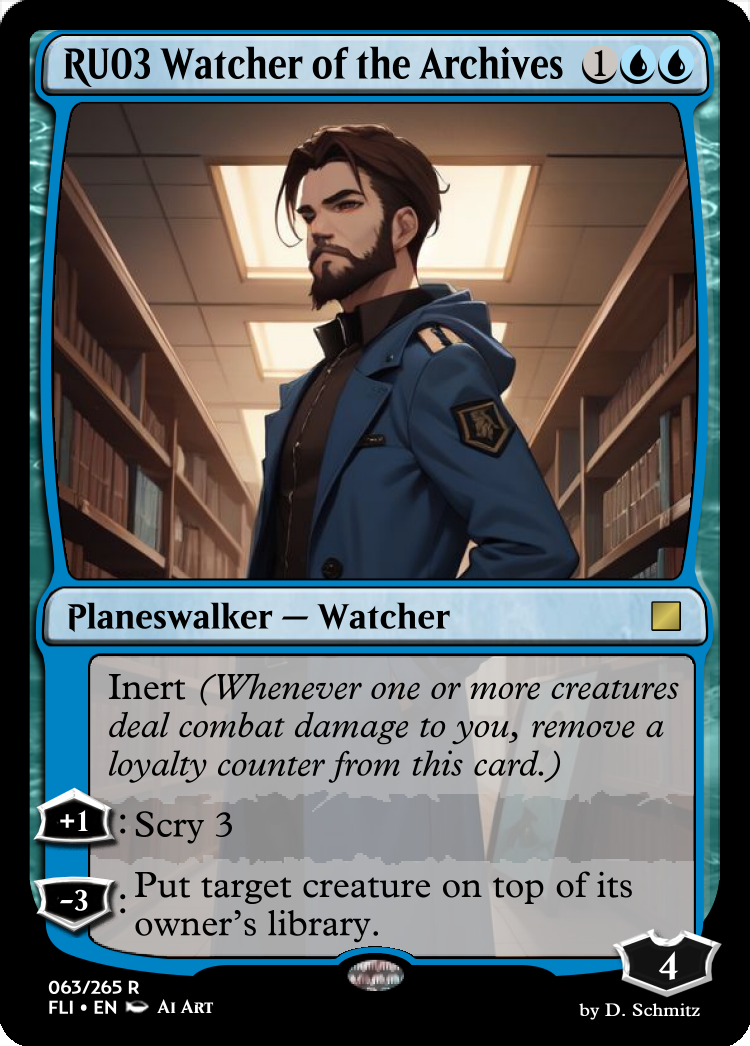 RU03 Watcher of the Archives 1
Planeswalker — Watcher
Inert (Whenever one or more creatures
deal combat damage to you, remove a
loyalty counter from this card.)
+1 : Scry 3
−3 : Put target creature on top of its
owner's library.
4
063/265 R
FLI • EN AI ART
by D. Schmitz